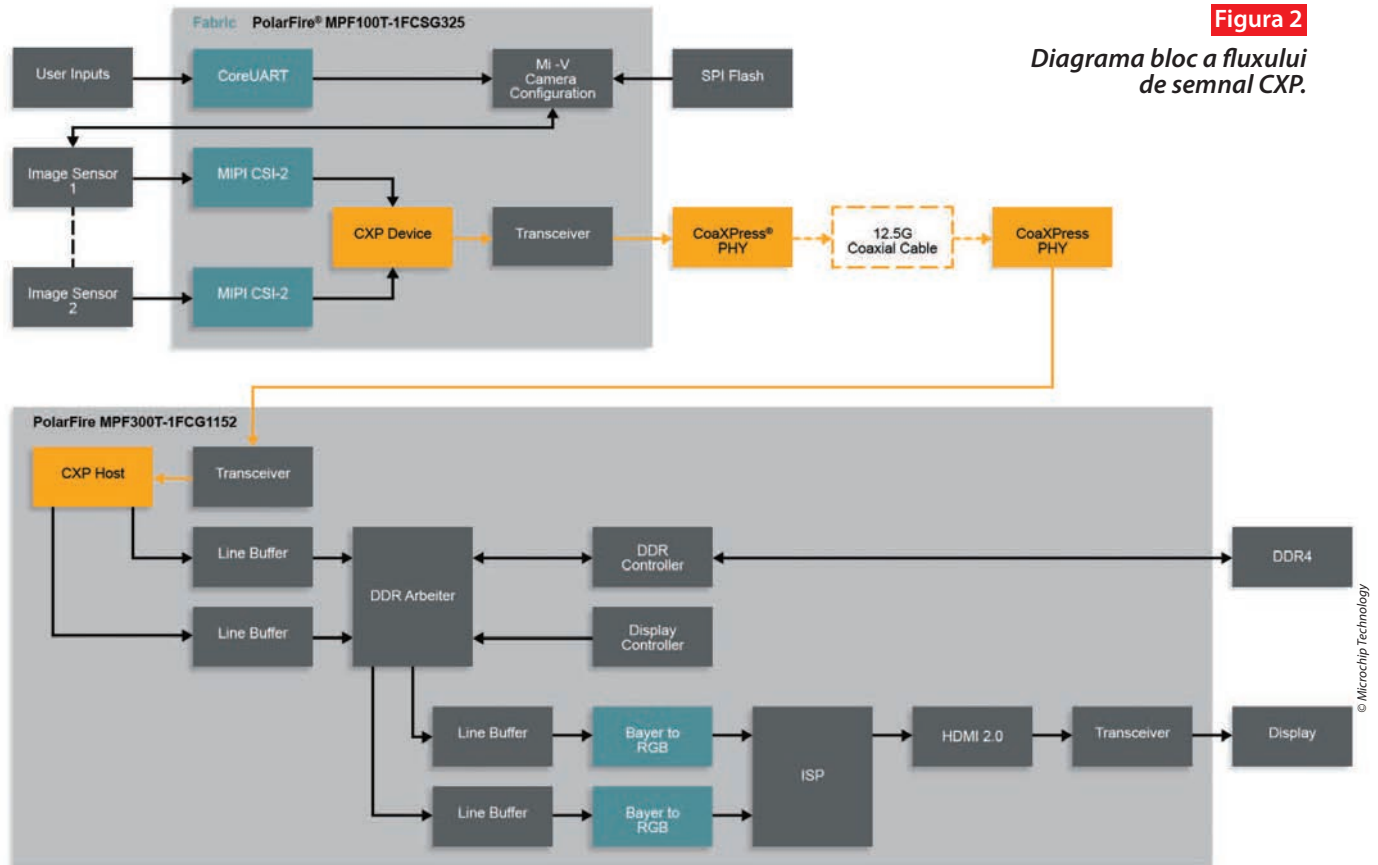 Figura 2
Diagrama bloc a fluxului
de semnal CXP.
Fabric PolarFire® MPF100T-1FCSG325
User Inputs
CoreUART
Mi -V
Camera
Configuration
SPI Flash
Image Sensor
1
MIPI CSI-2
CXP Device
Transceiver
CoaXPress®
PHY
12.5G
Coaxial Cable
CoaXPress
PHY
Image Sensor
2
MIPI CSI-2
PolarFire MPF300T-1FCG1152
CXP Host
Transceiver
Line Buffer
DDR Arbeiter
DDR
Controller
DDR4
Line Buffer
Display
Controller
Line Buffer
Bayer to
RGB
ISP
HDMI 2.0
Transceiver
Display
Line Buffer
Bayer to
RGB
© Microchip Technology